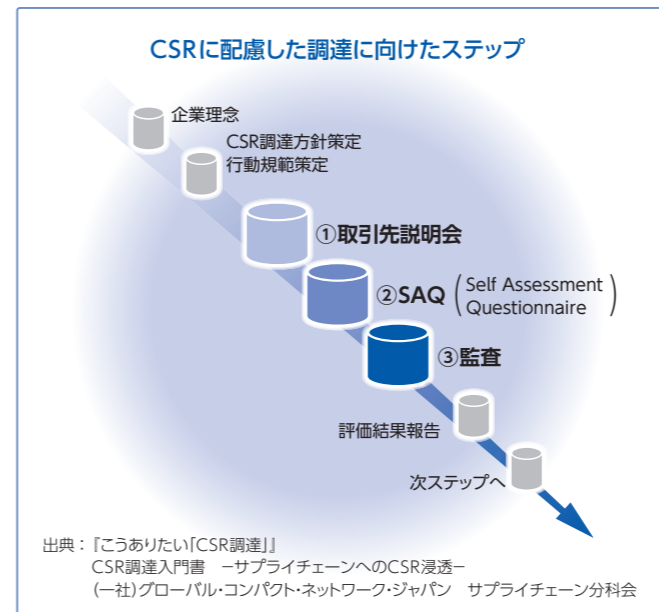 CSRに配慮した調達に向けたステップ
企業理念
CSR調達方針策定
行動規範策定
①取引先説明会
②SAQ (Self Assessment
Questionnaire)
③監査
評価結果報告
次ステップへ
出典：『こうありたい「CSR調達」』
CSR調達入門書 −サプライチェーンへのCSR浸透−
(一社)グローバル・コンパクト・ネットワーク・ジャパン サプライチェーン分科会